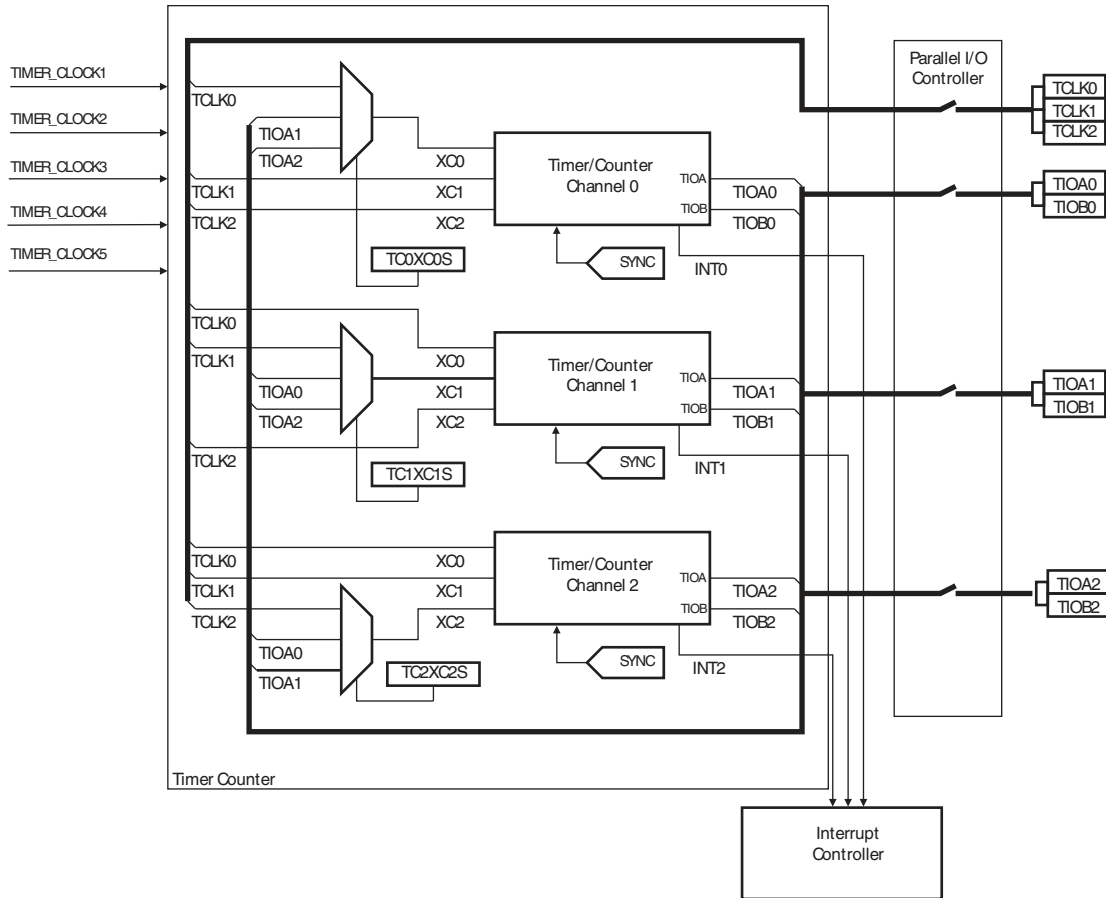 TIMER_CLOCK1
TIMER_CLOCK2
TIMER_CLOCK3
TIMER_CLOCK4
TIMER_CLOCK5
TCLK0
TIOA1
TIOA2
TCLK1
TCLK2
XC0
XC1
XC2
TC0XC0S
Timer/Counter
Channel 0
TIOA
TIOB
TIOA0
TIOB0
SYNC
INT0
TCLK0
TCLK1
TIOA0
TIOA2
TCLK2
XC0
XC1
XC2
TC1XC1S
Timer/Counter
Channel 1
TIOA
TIOB
TIOA1
TIOB1
SYNC
INT1
TCLK0
TCLK1
TCLK2
TIOA0
TIOA1
XC0
XC1
XC2
TC2XC2S
Timer/Counter
Channel 2
TIOA
TIOB
TIOA2
TIOB2
SYNC
INT2
Timer Counter
Parallel I/O
Controller
TCLK0
TCLK1
TCLK2
TIOA0
TIOB0
TIOA1
TIOB1
TIOA2
TIOB2
Interrupt
Controller